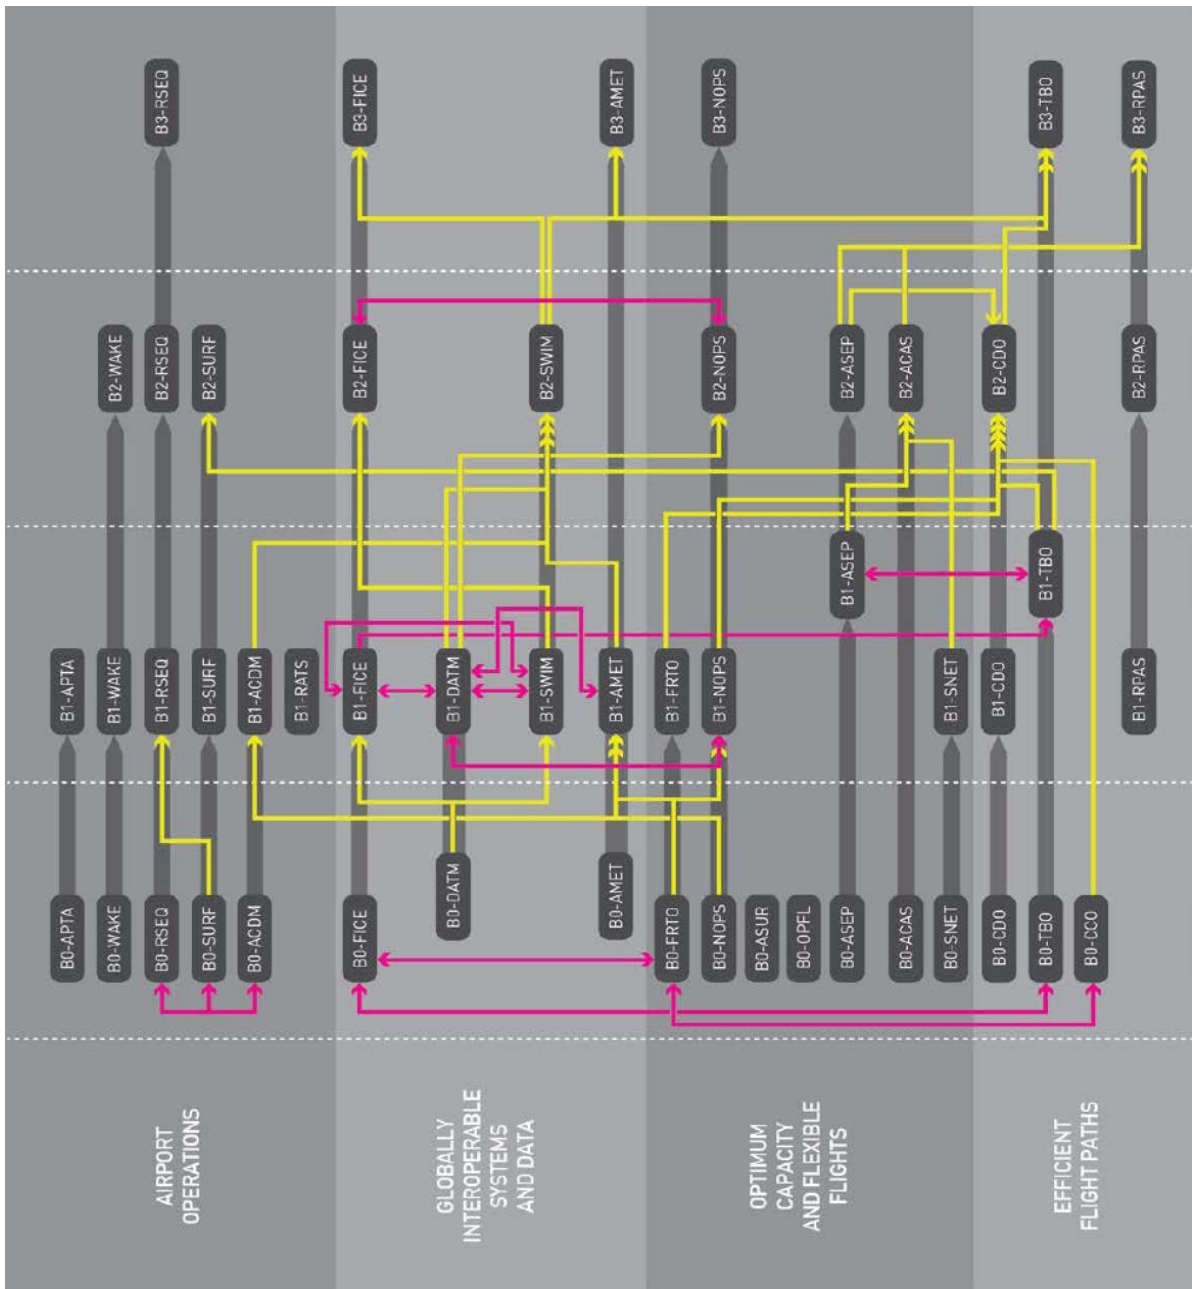 AIRPORT
OPERATIONS
B0-APTA
B1-APTA
B0-WAKE
B1-WAKE
B2-WAKE
B0-RSEQ
B1-RSEQ
B2-RSEQ
B3-RSEQ
B0-SURF
B1-SURF
B2-SURF
B0-ACDM
B1-ACDM
B1-RATS
GLOBALLY
INTEROPERABLE
SYSTEMS
AND DATA
B0-FICE
B1-FICE
B2-FICE
B3-FICE
B0-DATM
B1-DATM
B1-SWIM
B2-SWIM
B0-AMET
B1-AMET
B3-AMET
OPTIMUM
CAPACITY
AND FLEXIBLE
FLIGHTS
B0-FRTO
B1-FRTO
B0-NOPS
B1-NOPS
B2-NOPS
B3-NOPS
B0-ASUR
B0-OPFL
B0-ASEP
B1-ASEP
B2-ASEP
B0-ACAS
B2-ACAS
B0-SNET
B1-SNET
EFFICIENT
FLIGHT PATHS
B0-CDO
B1-CDO
B2-CDO
B0-TBO
B1-TBO
B3-TBO
B0-CCO
B1-RPAS
B2-RPAS
B3-RPAS